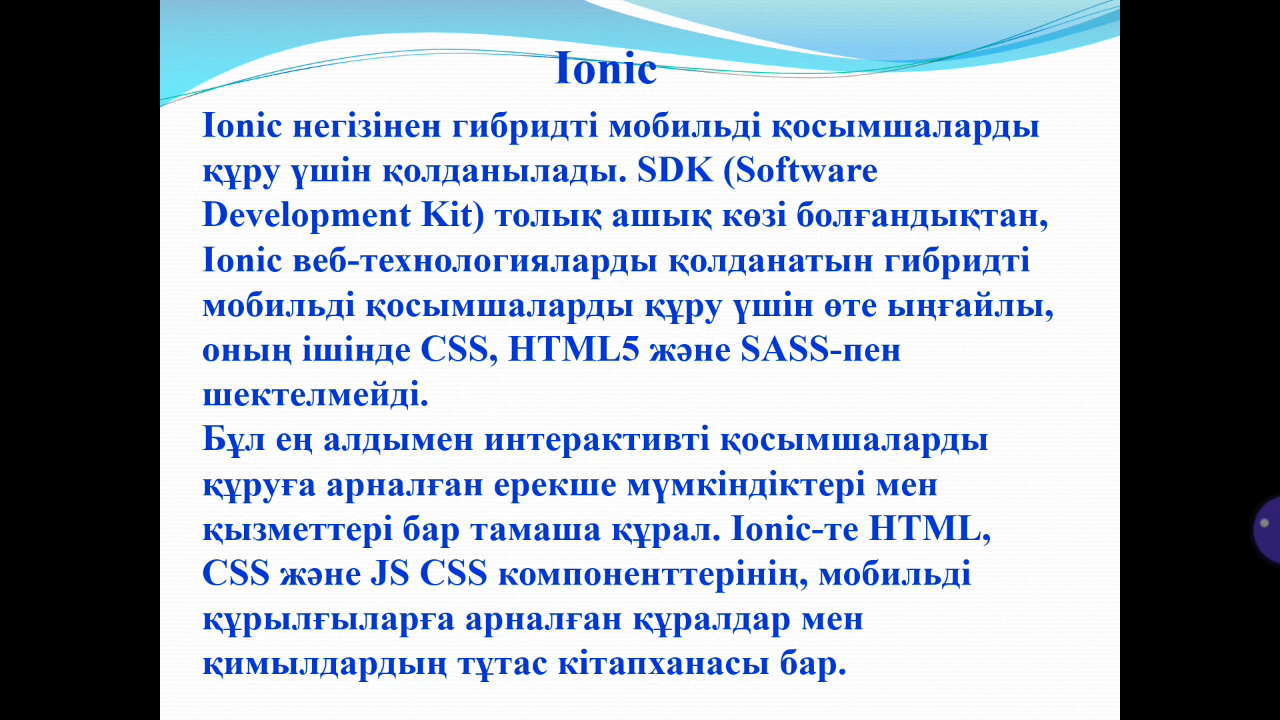 Ionic
Ionic негізінен гибридті мобильді қосымшаларды
құру үшін қолданылады. SDK (Software
Development Kit) толық ашық көзі болғандықтан,
Ionic веб-технологияларды қолданатын гибридті
мобильді қосымшаларды құру үшін өте ыңғайлы,
оның ішінде CSS, HTML5 және SASS-пен
шектелмейді.
Бұл ең алдымен интерактивті қосымшаларды
құруға арналған ерекше мүмкіндіктері мен
қызметтері бар тамаша құрал. Ionic-те HTML,
CSS және JS CSS компоненттерінің, мобильді
құрылғыларға арналған құралдар мен
қимылдардың тұтас кітапханасы бар.